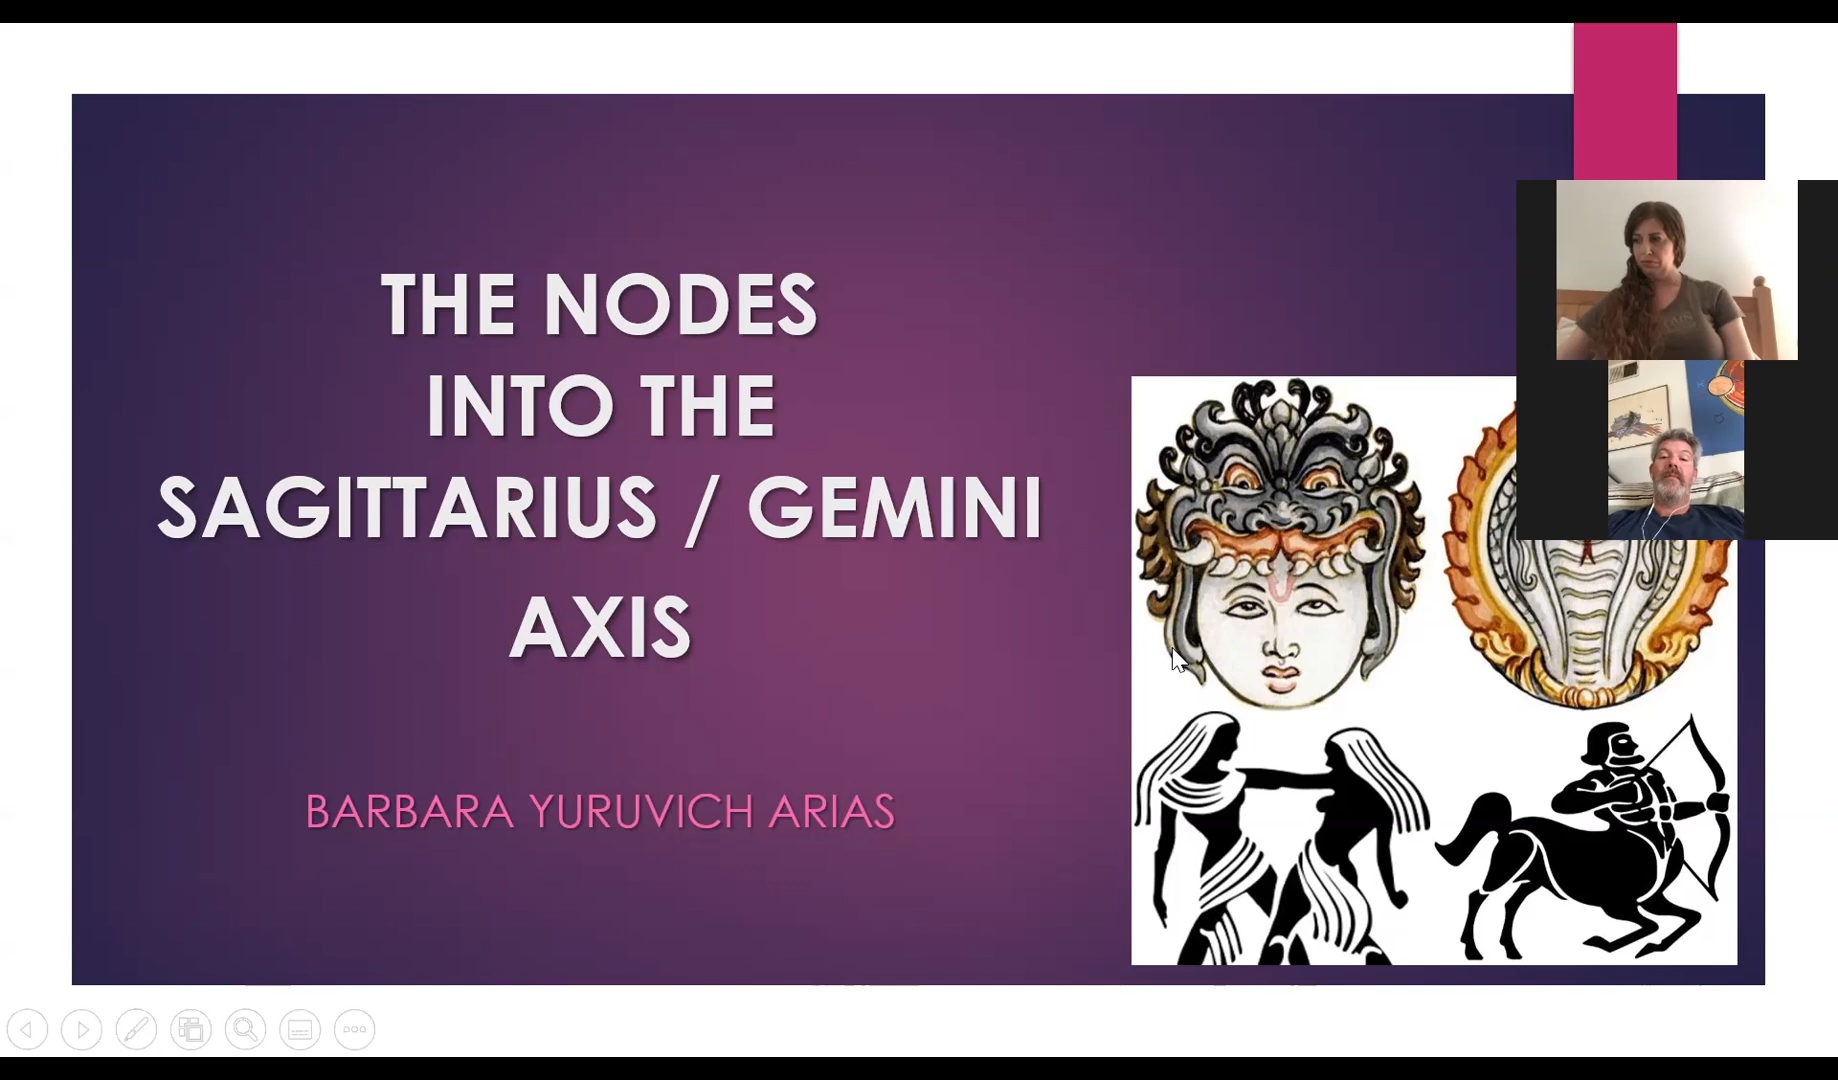 THE NODES
INTO THE
SAGITTARIUS / GEMINI
AXIS
BARBARA YURUVICH ARIAS